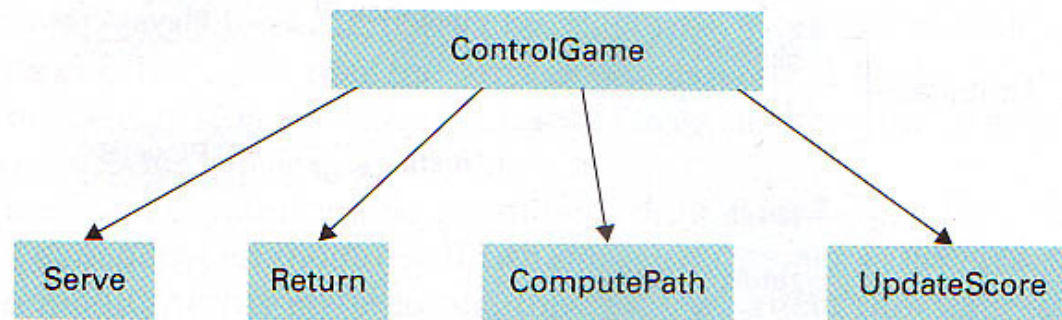 ControlGame
Serve
Return
ComputePath
UpdateScore